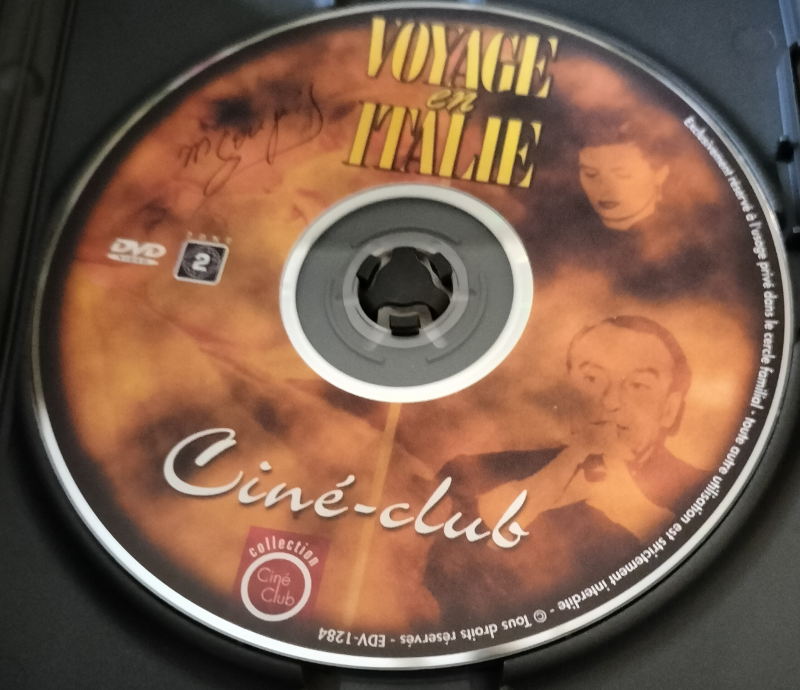 VOYAGE
en
ITALIE
DVD
VIDEO
2
Ciné-club
collection
Ciné
Club
Exclusivement réservé à l'usage privé dans le cercle familial - toute autre utilisation est strictement interdite - © Tous droits réservés - EDV-1284